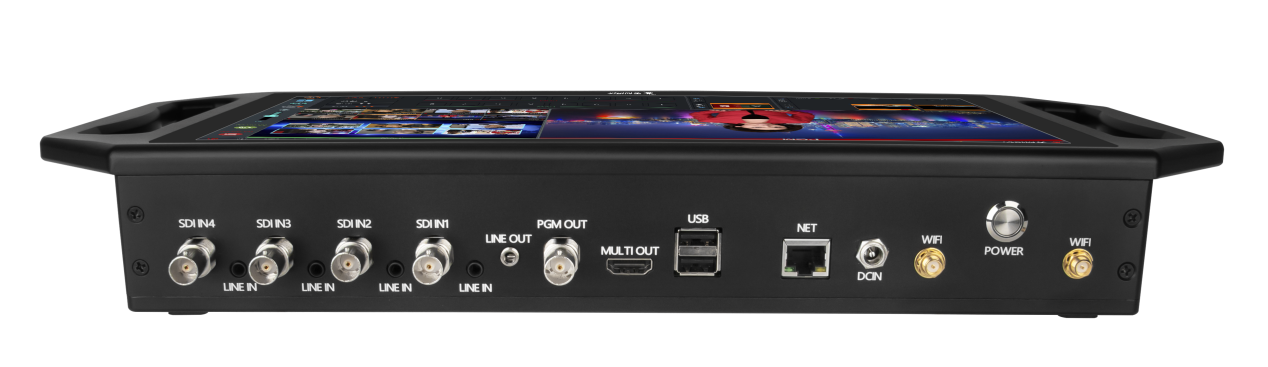 SDI IN4
SDI IN3
SDI IN2
SDI IN1
LINE OUT
PGM OUT
MULTI OUT
USB
NET
DCIN
WIFI
POWER
WIFI
LINE IN
LINE IN
LINE IN
LINE IN